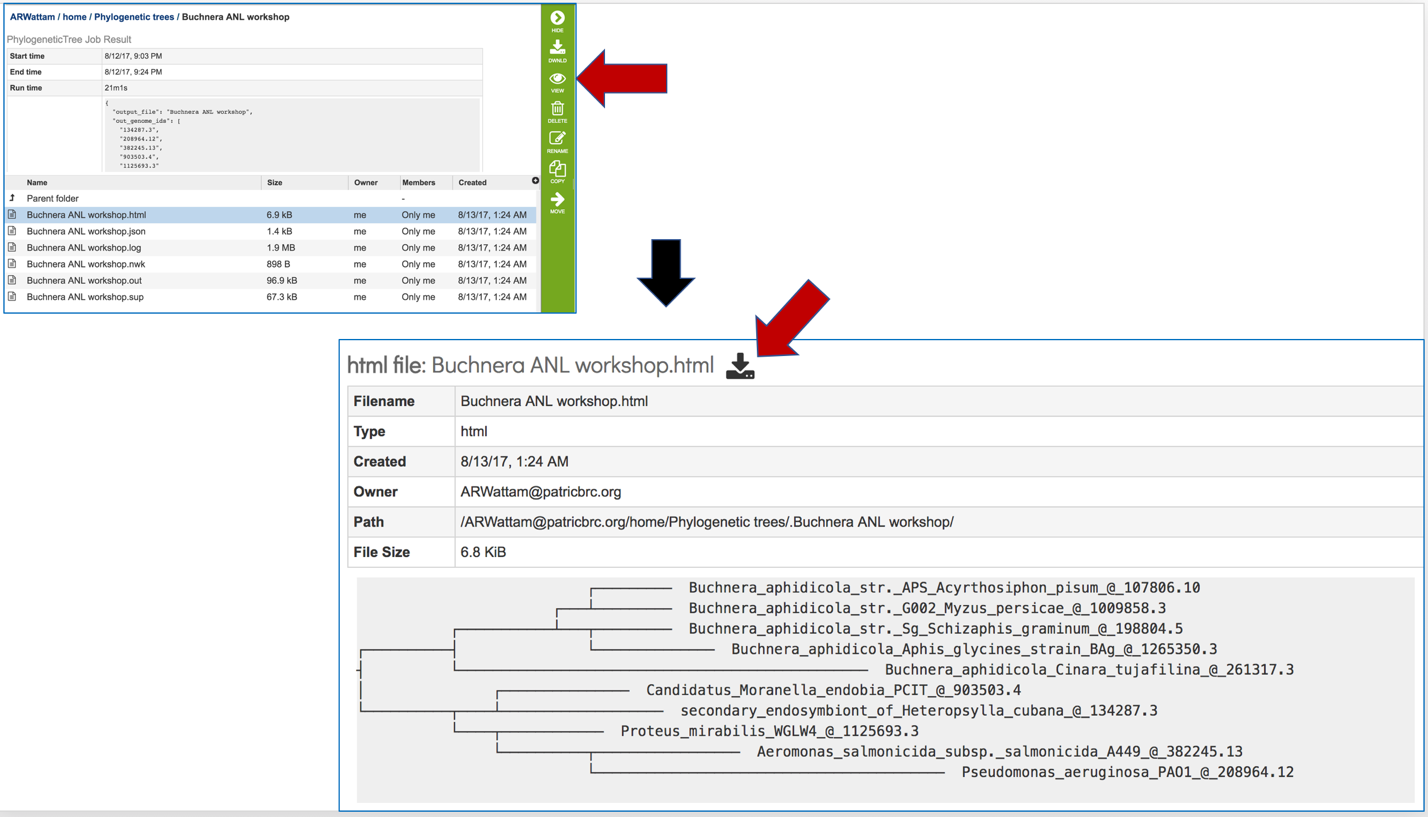 ARWattam / home / Phylogenetic trees / Buchnera ANL workshop
PhylogeneticTree Job Result
Start time 8/12/17, 9:03 PM
End time 8/12/17, 9:24 PM
Run time 21m1s
{
"output_file": "Buchnera ANL workshop",
"out_genome_ids": [
"134287.3",
"208964.12",
"382245.13",
"903503.4",
"1125693.3"
Name Size Owner Members Created
Parent folder -
Buchnera ANL workshop.html 6.9 kB me Only me 8/13/17, 1:24 AM
Buchnera ANL workshop.json 1.4 kB me Only me 8/13/17, 1:24 AM
Buchnera ANL workshop.log 1.9 MB me Only me 8/13/17, 1:24 AM
Buchnera ANL workshop.nwk 898 B me Only me 8/13/17, 1:24 AM
Buchnera ANL workshop.out 96.9 kB me Only me 8/13/17, 1:24 AM
Buchnera ANL workshop.sup 67.3 kB me Only me 8/13/17, 1:24 AM
HIDE
DWNLD
VIEW
DELETE
RENAME
COPY
MOVE
html file: Buchnera ANL workshop.html
Filename Buchnera ANL workshop.html
Type html
Created 8/13/17, 1:24 AM
Owner ARWattam@patricbrc.org
Path /ARWattam@patricbrc.org/home/Phylogenetic trees/.Buchnera ANL workshop/
File Size 6.8 KiB
Buchnera_aphidicola_str._APS_Acyrthosiphon_pisum_@_107806.10
Buchnera_aphidicola_str._G002_Myzus_persicae_@_1009858.3
Buchnera_aphidicola_str._Sg_Schizaphis_graminum_@_198804.5
Buchnera_aphidicola_Aphis_glycines_strain_BAg_@_1265350.3
Buchnera_aphidicola_Cinara_tujafilina_@_261317.3
Candidatus_Moranella_endobia_PCIT_@_903503.4
secondary_endosymbiont_of_Heteropsylla_cubana_@_134287.3
Proteus_mirabilis_WGLW4_@_1125693.3
Aeromonas_salmonicida_subsp._salmonicida_A449_@_382245.13
Pseudomonas_aeruginosa_PAO1_@_208964.12